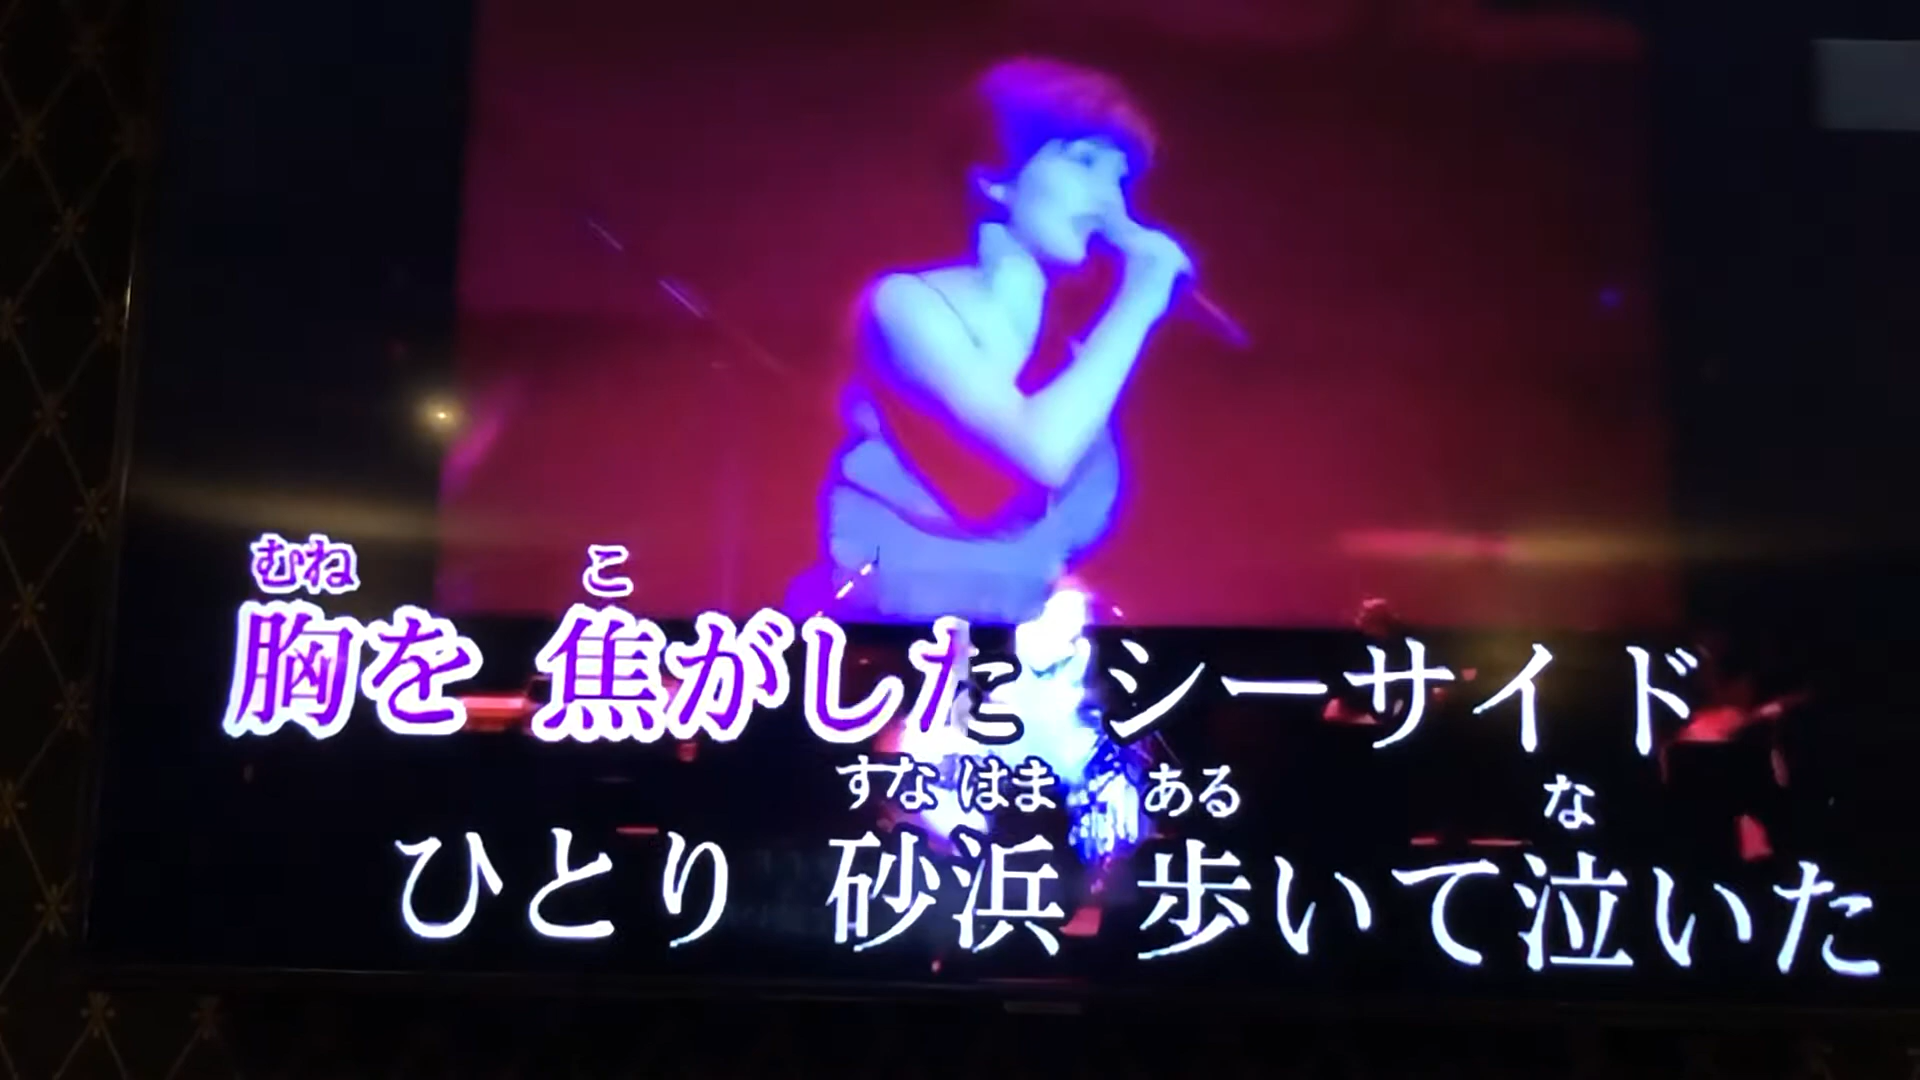 むね こ
胸を 焦がした シーサイド
すな はま ある な
ひとり 砂浜 歩いて泣いた